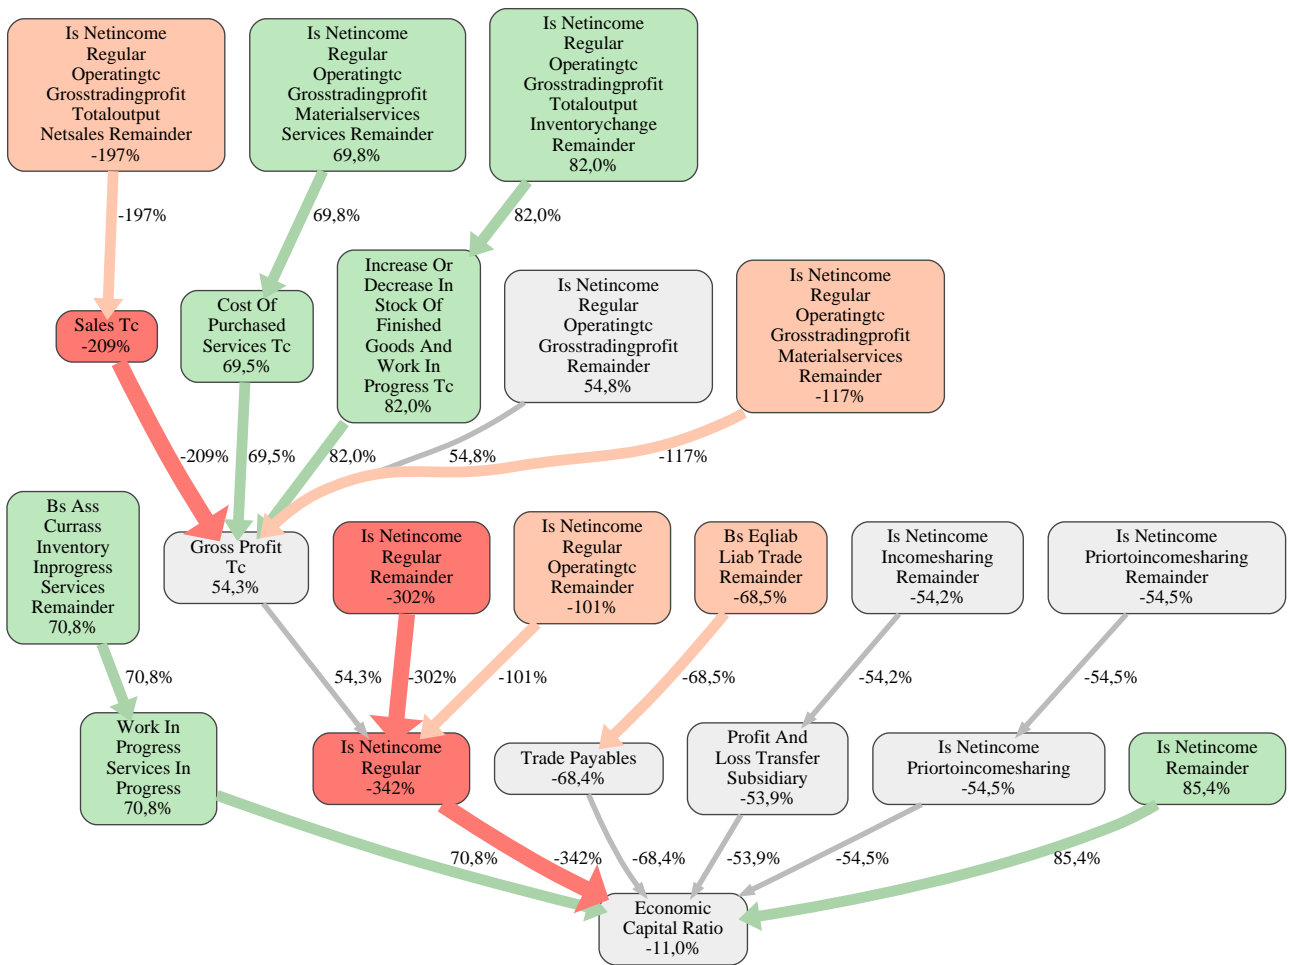 Is Netincome
Regular
Operatingtc
Grosstradingprofit
Totaloutput
Netsales Remainder
-197%
Is Netincome
Regular
Operatingtc
Grosstradingprofit
Materialservices
Services Remainder
69,8%
Is Netincome
Regular
Operatingtc
Grosstradingprofit
Totaloutput
Inventorychange
Remainder
82,0%
-197%
69,8%
82,0%
Sales Tc
-209%
Cost Of
Purchased
Services Tc
69,5%
Increase Or
Decrease In
Stock Of
Finished
Goods And
Work In
Progress Tc
82,0%
Is Netincome
Regular
Operatingtc
Grosstradingprofit
Remainder
54,8%
Is Netincome
Regular
Operatingtc
Grosstradingprofit
Materialservices
Remainder
-117%
-209%
69,5%
82,0%
54,8%
-117%
Bs Ass
Currass
Inventory
Inprogress
Services
Remainder
70,8%
Gross Profit
Tc
54,3%
Is Netincome
Regular
Remainder
-302%
Is Netincome
Regular
Operatingtc
Remainder
-101%
Bs Eqliab
Liab Trade
Remainder
-68,5%
Is Netincome
Incomesharing
Remainder
-54,2%
Is Netincome
Priortoincomesharing
Remainder
-54,5%
70,8%
54,3%
-302%
-101%
-68,5%
-54,2%
-54,5%
Work In
Progress
Services In
Progress
70,8%
Is Netincome
Regular
-342%
Trade Payables
-68,4%
Profit And
Loss Transfer
Subsidiary
-53,9%
Is Netincome
Priortoincomesharing
-54,5%
Is Netincome
Remainder
85,4%
70,8%
-342%
-68,4%
-53,9%
-54,5%
85,4%
Economic
Capital Ratio
-11,0%